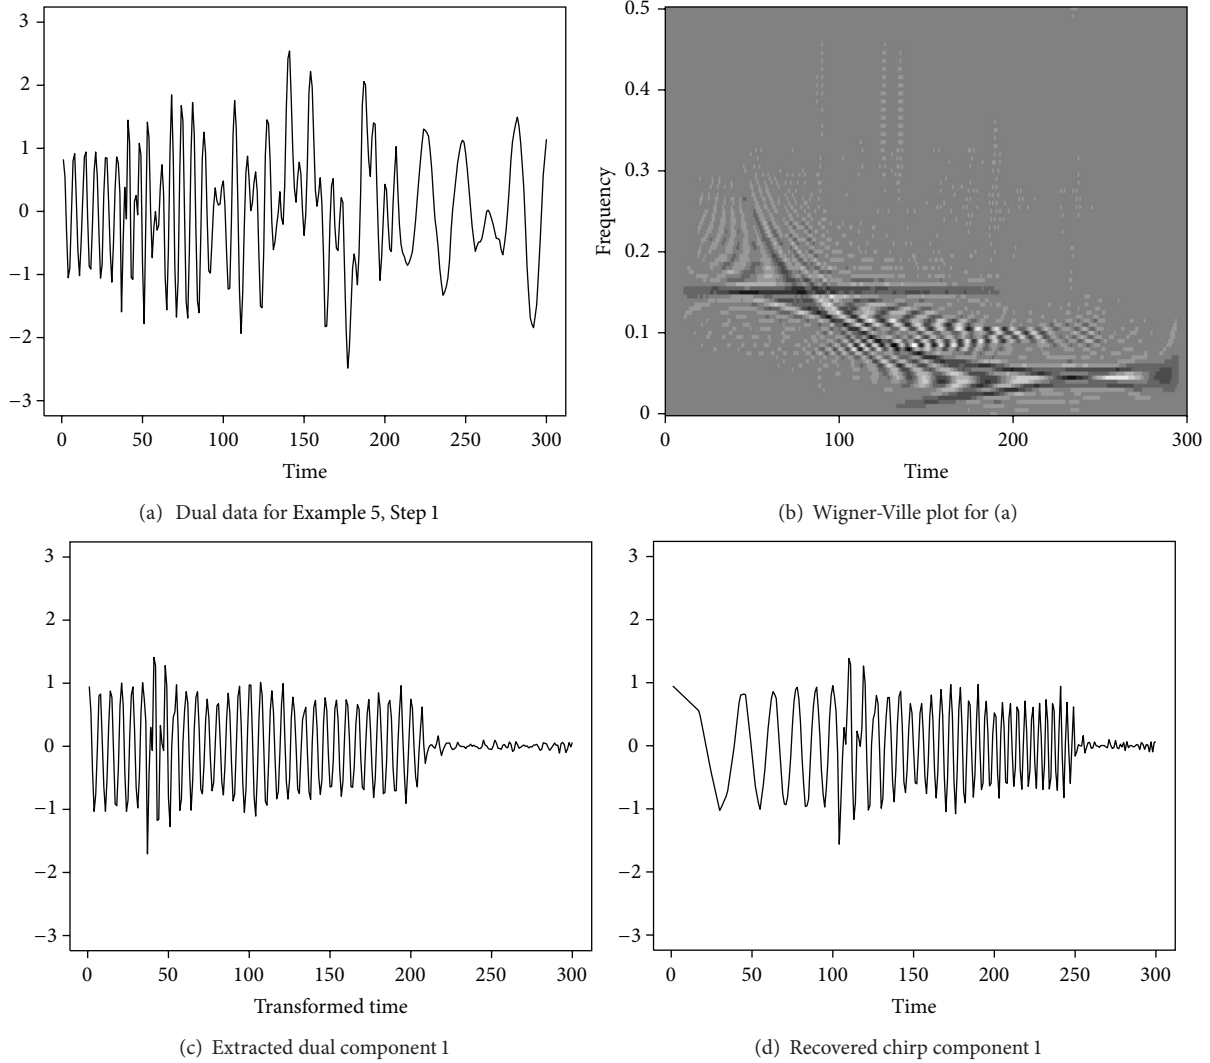 3
2
1
0
−1
−2
−3
0 50 100 150 200 250 300
Time
(a) Dual data for Example 5, Step 1
0.5
0.4
0.3
0.2
0.1
0
Frequency
0 100 200 300
Time
(b) Wigner-Ville plot for (a)
3
2
1
0
−1
−2
−3
0 50 100 150 200 250 300
Transformed time
(c) Extracted dual component 1
3
2
1
0
−1
−2
−3
0 50 100 150 200 250 300
Time
(d) Recovered chirp component 1